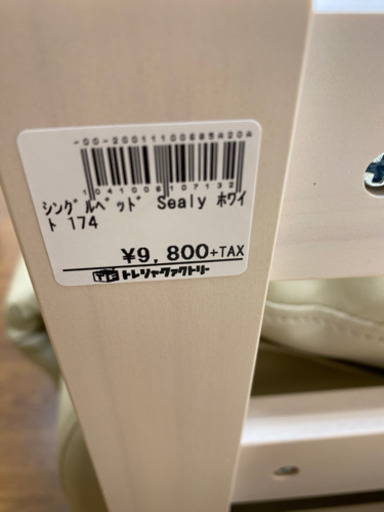 -00-20011100685A20A
1041006107132
シングルベッド Sealy ホワイ
ト 174
¥9,800+TAX
トレジャーファクトリー